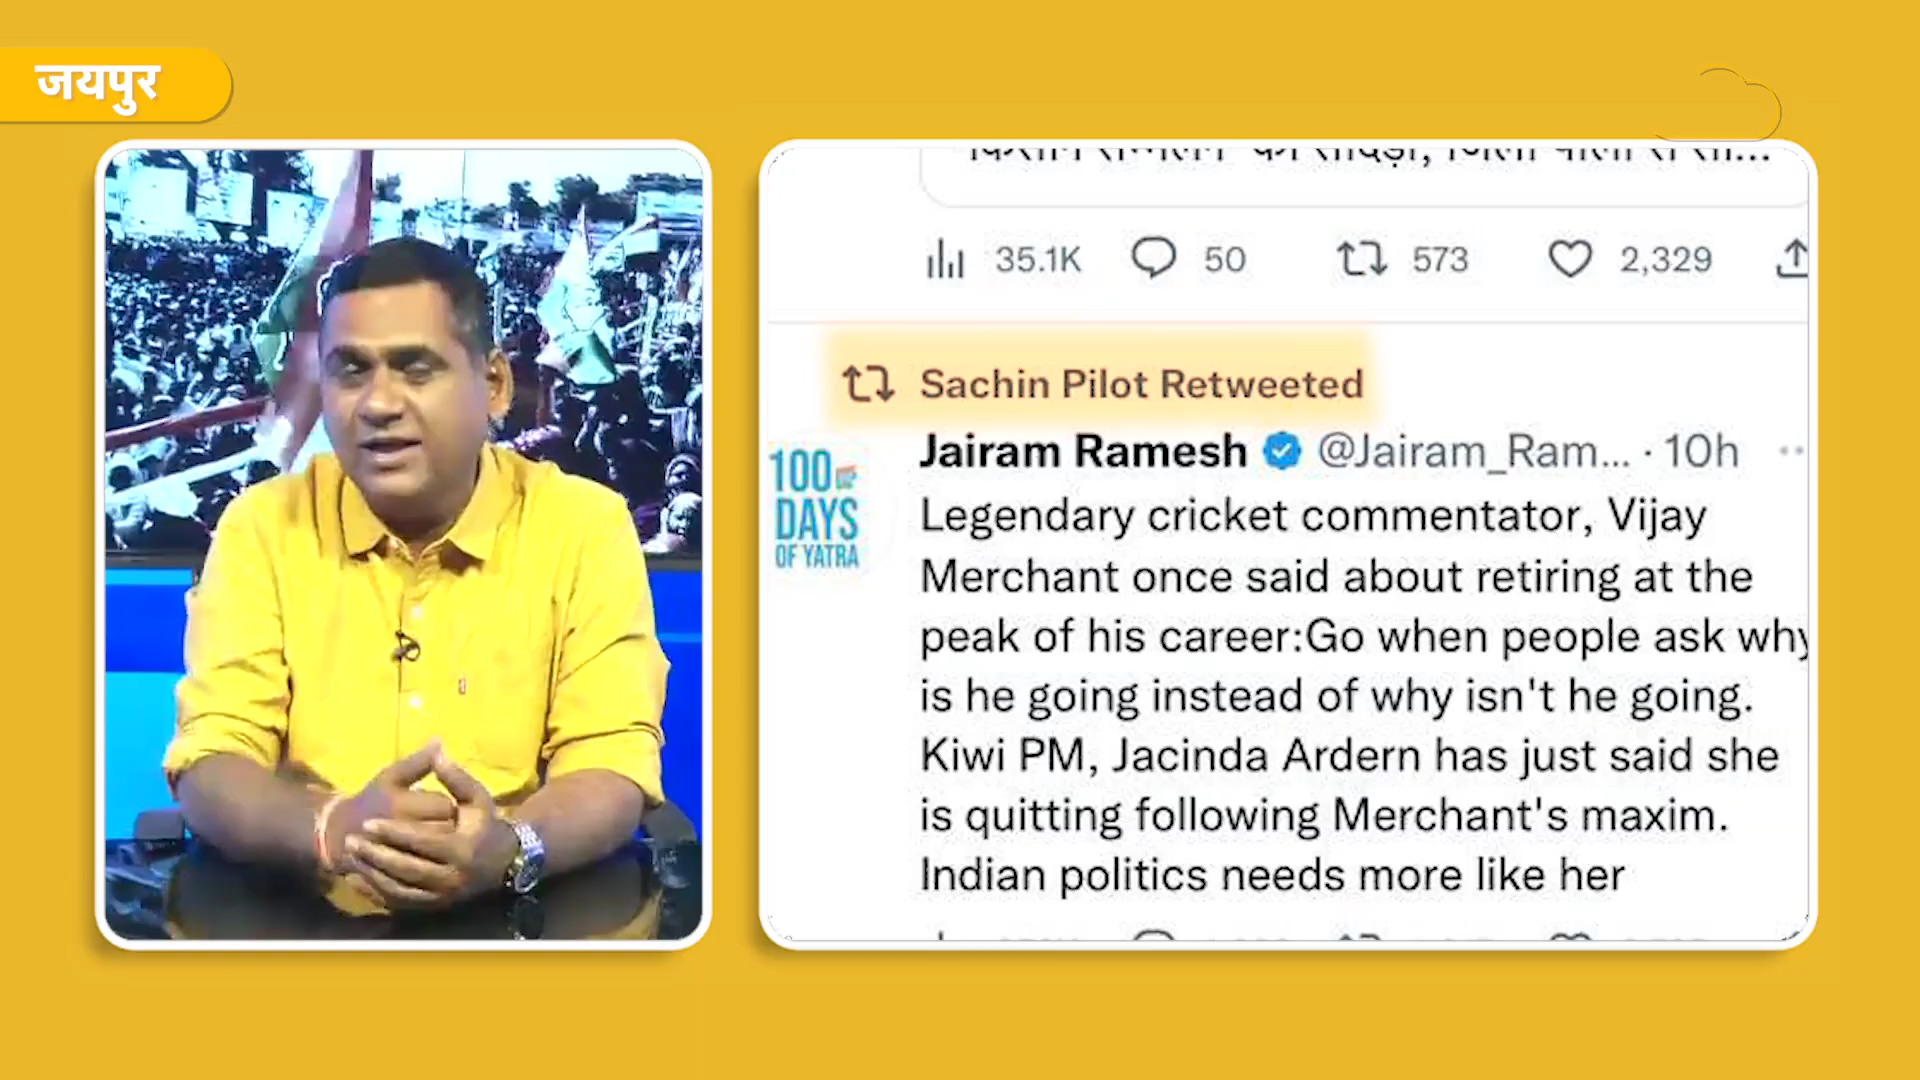 जयपुर
35.1K 50 573 2,329
Sachin Pilot Retweeted
Jairam Ramesh @Jairam_Ram... · 10h
100
DAYS
OF YATRA
Legendary cricket commentator, Vijay
Merchant once said about retiring at the
peak of his career:Go when people ask why
is he going instead of why isn't he going.
Kiwi PM, Jacinda Ardern has just said she
is quitting following Merchant's maxim.
Indian politics needs more like her